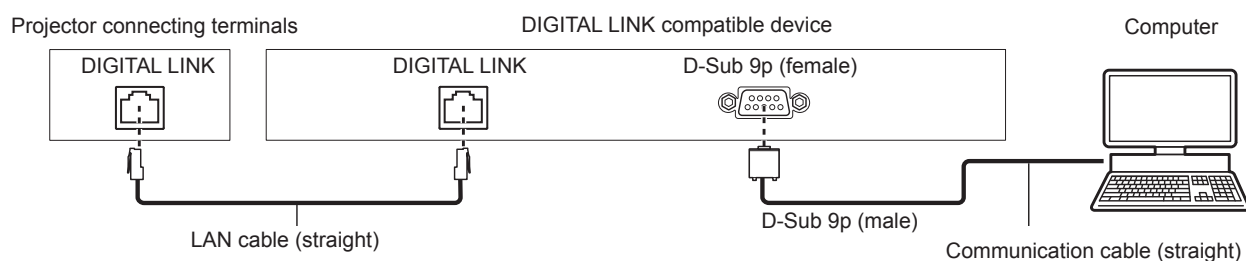 Projector connecting terminals
DIGITAL LINK compatible device
Computer
DIGITAL LINK
DIGITAL LINK
D-Sub 9p (female)
D-Sub 9p (male)
LAN cable (straight)
Communication cable (straight)